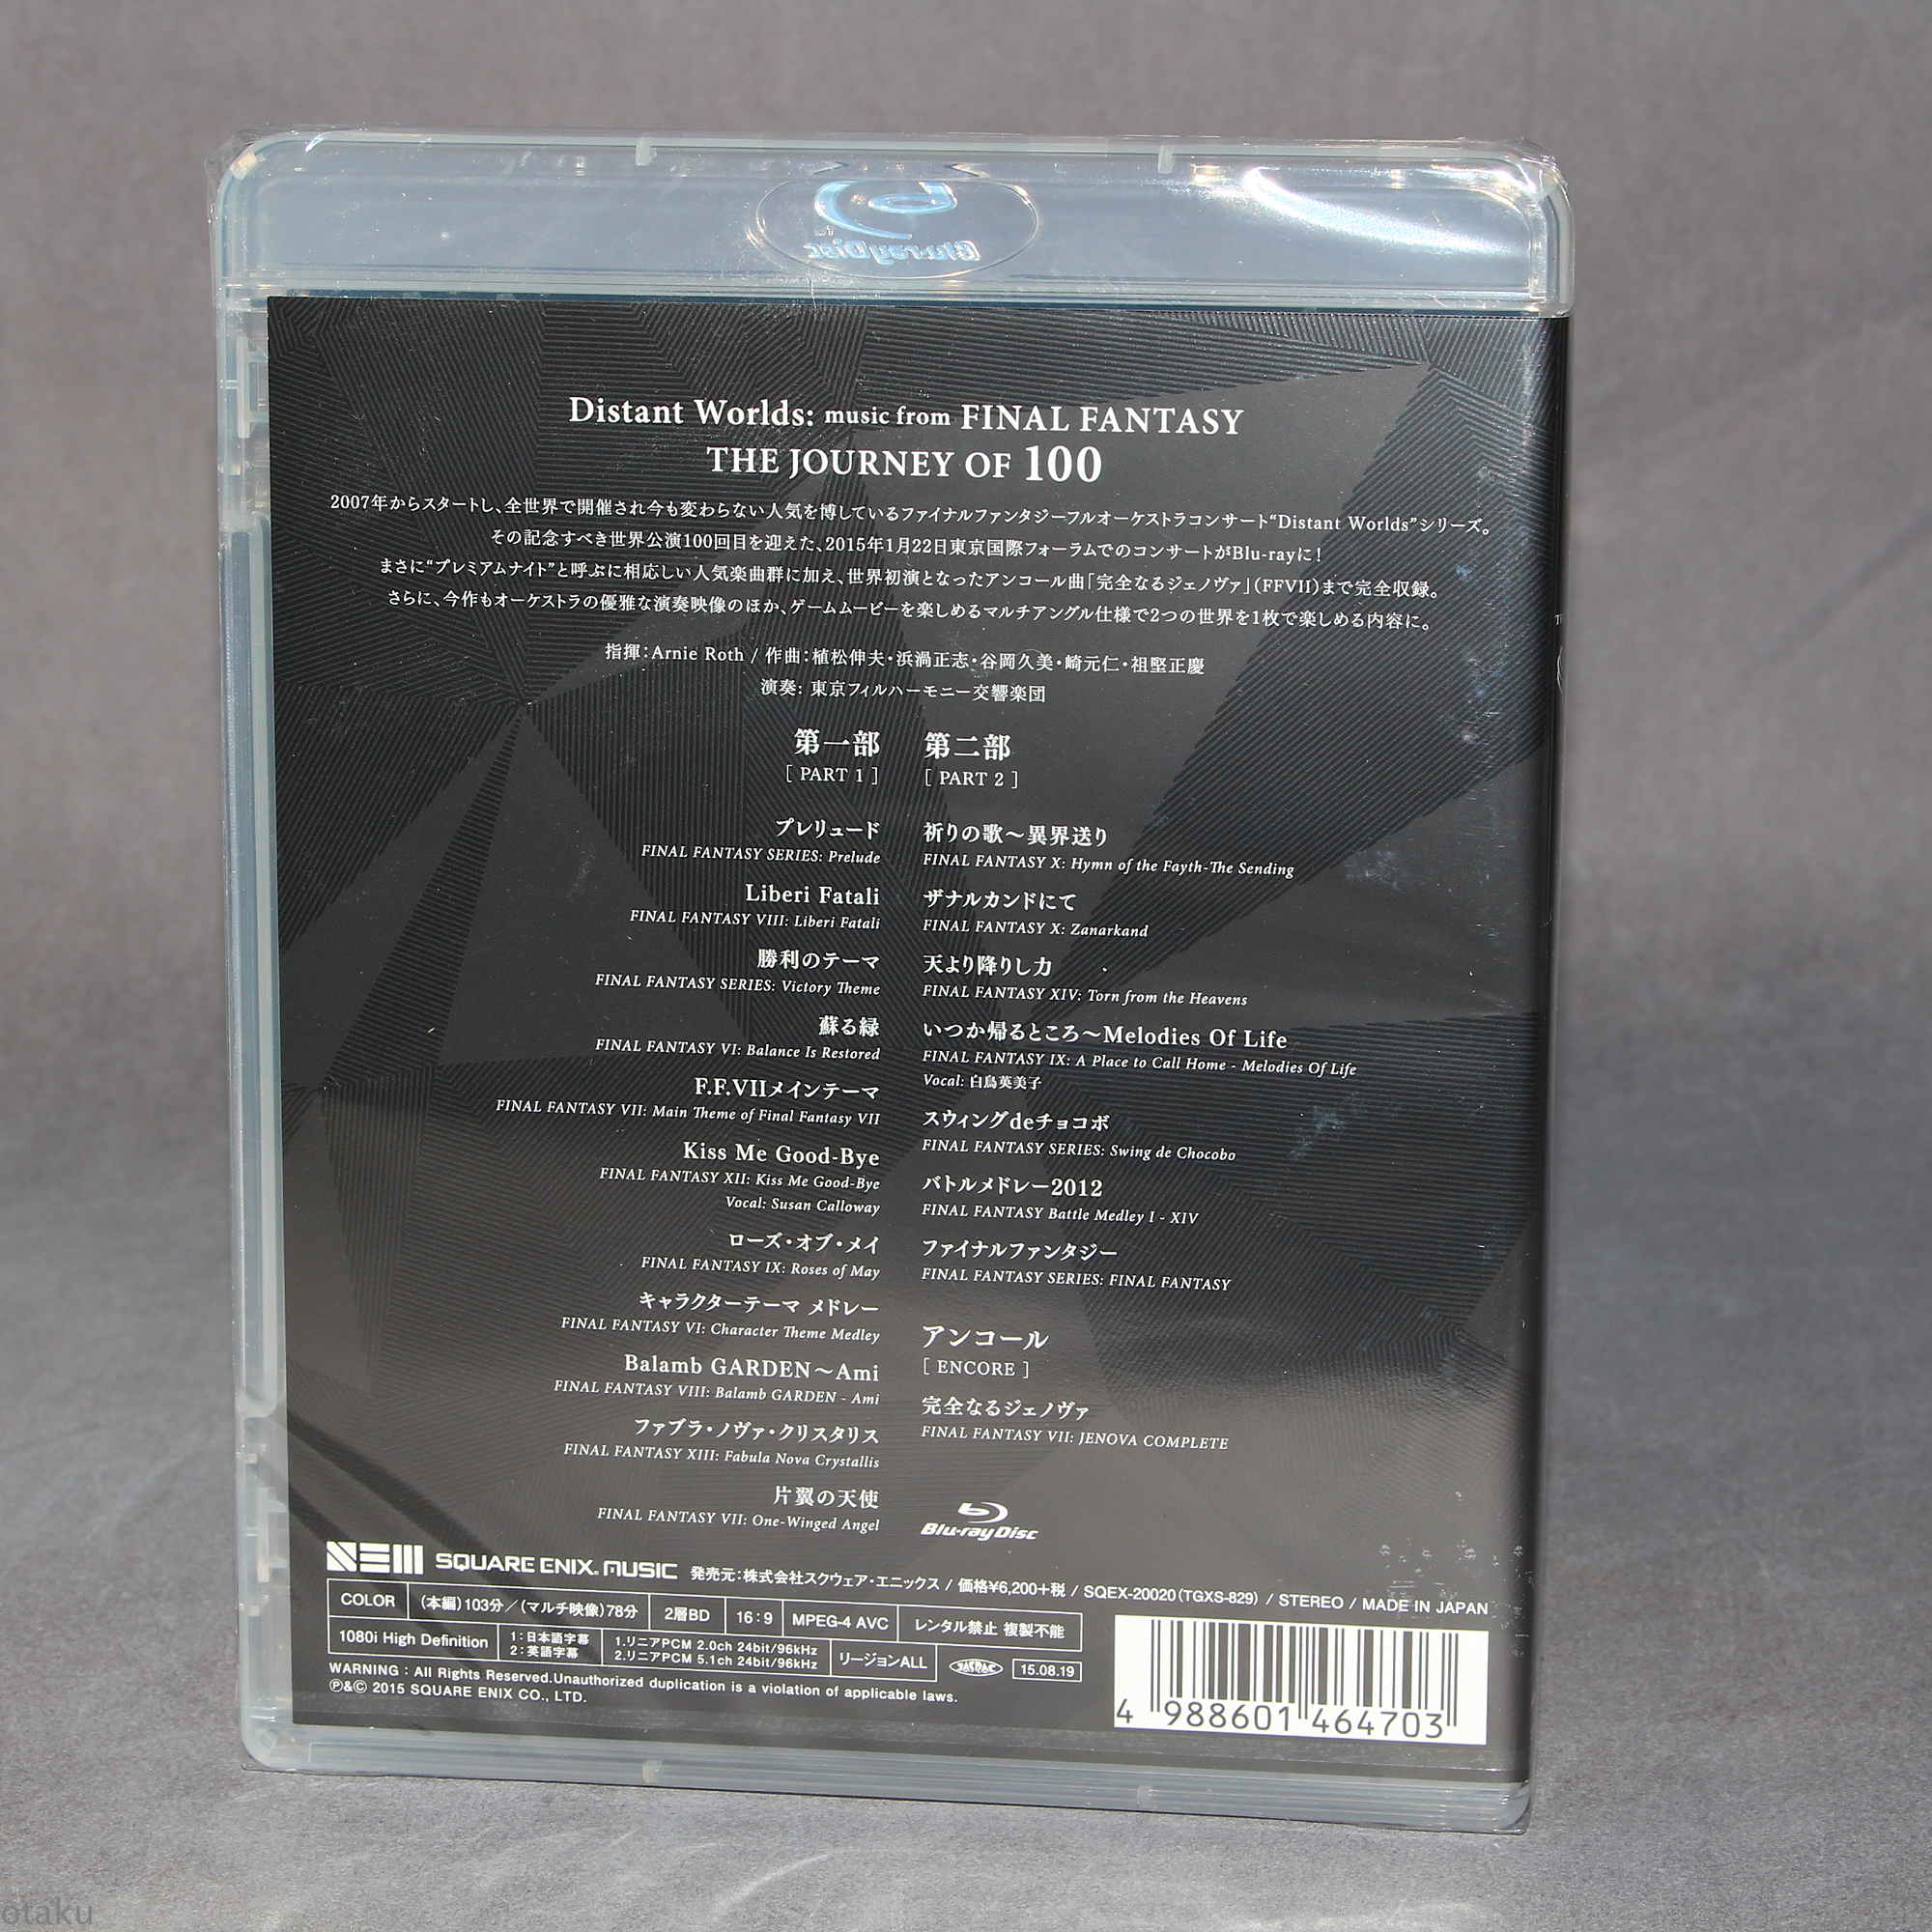 Blu-ray Disc
Distant Worlds: music from FINAL FANTASY
THE JOURNEY OF 100
2007年からスタートし、全世界で開催され今も変わらない人気を博しているファイナルファンタジーフルオーケストラコンサート“Distant Worlds”シリーズ。
その記念すべき世界公演100回目を迎えた、2015年1月22日東京国際フォーラムでのコンサートがBlu-rayに！
まさに“プレミアムナイト”と呼ぶに相応しい人気楽曲群に加え、世界初演となったアンコール曲「完全なるジェノヴァ」(FFVII)まで完全収録。
さらに、今作もオーケストラの優雅な演奏映像のほか、ゲームムービーを楽しめるマルチアングル仕様で2つの世界を1枚で楽しめる内容に。
指揮：Arnie Roth / 作曲：植松伸夫・浜渦正志・谷岡久美・崎元仁・祖堅正慶
演奏: 東京フィルハーモニー交響楽団
第一部
[ PART 1 ]
プレリュード
FINAL FANTASY SERIES: Prelude
Liberi Fatali
FINAL FANTASY VIII: Liberi Fatali
勝利のテーマ
FINAL FANTASY SERIES: Victory Theme
蘇る緑
FINAL FANTASY VI: Balance Is Restored
F.F.VIIメインテーマ
FINAL FANTASY VII: Main Theme of Final Fantasy VII
Kiss Me Good-Bye
FINAL FANTASY XII: Kiss Me Good-Bye
Vocal: Susan Calloway
ローズ・オブ・メイ
FINAL FANTASY IX: Roses of May
キャラクターテーマ メドレー
FINAL FANTASY VI: Character Theme Medley
Balamb GARDEN～Ami
FINAL FANTASY VIII: Balamb GARDEN - Ami
ファブラ・ノヴァ・クリスタリス
FINAL FANTASY XIII: Fabula Nova Crystallis
片翼の天使
FINAL FANTASY VII: One-Winged Angel
第二部
[ PART 2 ]
祈りの歌～異界送り
FINAL FANTASY X: Hymn of the Fayth-The Sending
ザナルカンドにて
FINAL FANTASY X: Zanarkand
天より降りし力
FINAL FANTASY XIV: Torn from the Heavens
いつか帰るところ～Melodies Of Life
FINAL FANTASY IX: A Place to Call Home - Melodies Of Life
Vocal: 白鳥英美子
スウィングdeチョコボ
FINAL FANTASY SERIES: Swing de Chocobo
バトルメドレー2012
FINAL FANTASY Battle Medley I - XIV
ファイナルファンタジー
FINAL FANTASY SERIES: FINAL FANTASY
アンコール
[ ENCORE ]
完全なるジェノヴァ
FINAL FANTASY VII: JENOVA COMPLETE
Blu-ray Disc
SQUARE ENIX. MUSIC 発売元：株式会社スクウェア・エニックス / 価格¥6,200+税 / SQEX-20020(TGXS-829) / STEREO / MADE IN JAPAN
COLOR (本編)103分／(マルチ映像)78分 2層BD 16：9 MPEG-4 AVC レンタル禁止 複製不能
1080i High Definition 1：日本語字幕 1.リニアPCM 2.0ch 24bit/96kHz リージョンALL JASRAC 15.08.19
2：英語字幕 2.リニアPCM 5.1ch 24bit/96kHz
WARNING : All Rights Reserved.Unauthorized duplication is a violation of applicable laws.
℗&© 2015 SQUARE ENIX CO., LTD.
4 988601 464703
otaku